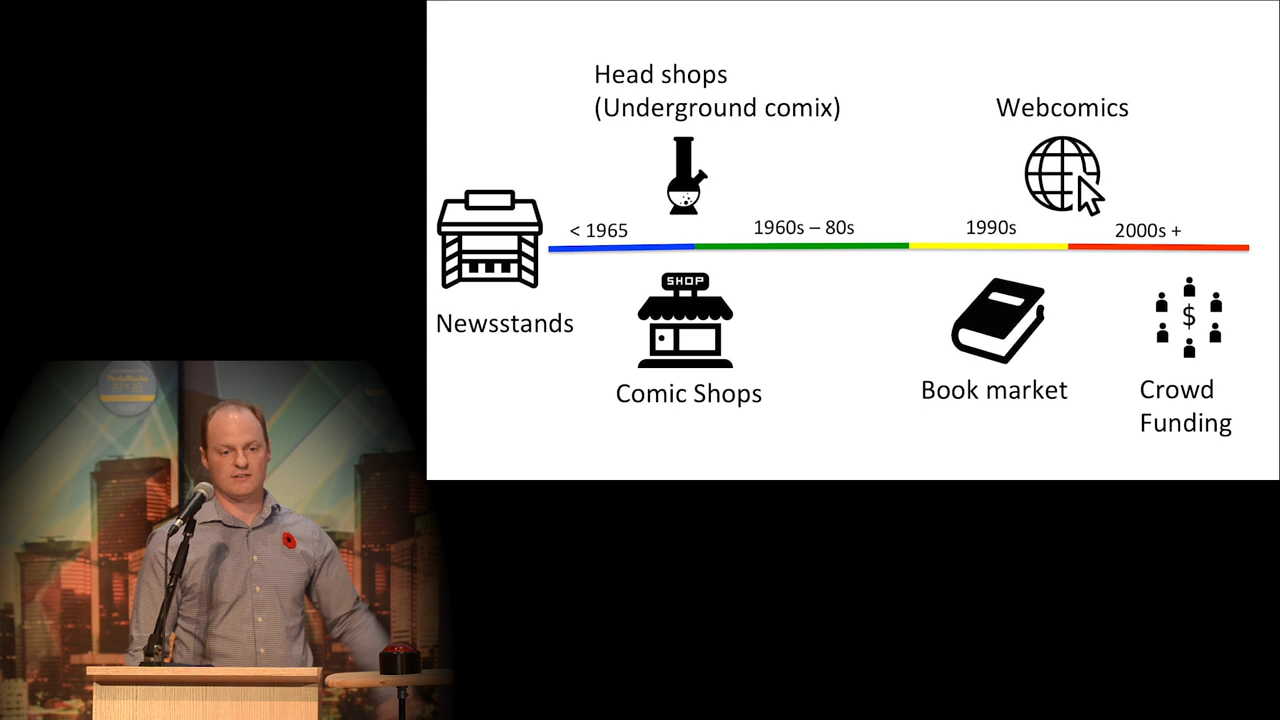 Head shops
(Underground comix)
Webcomics
< 1965
1960s – 80s
1990s
2000s +
SHOP
$
Newsstands
Comic Shops
Book market
Crowd
Funding